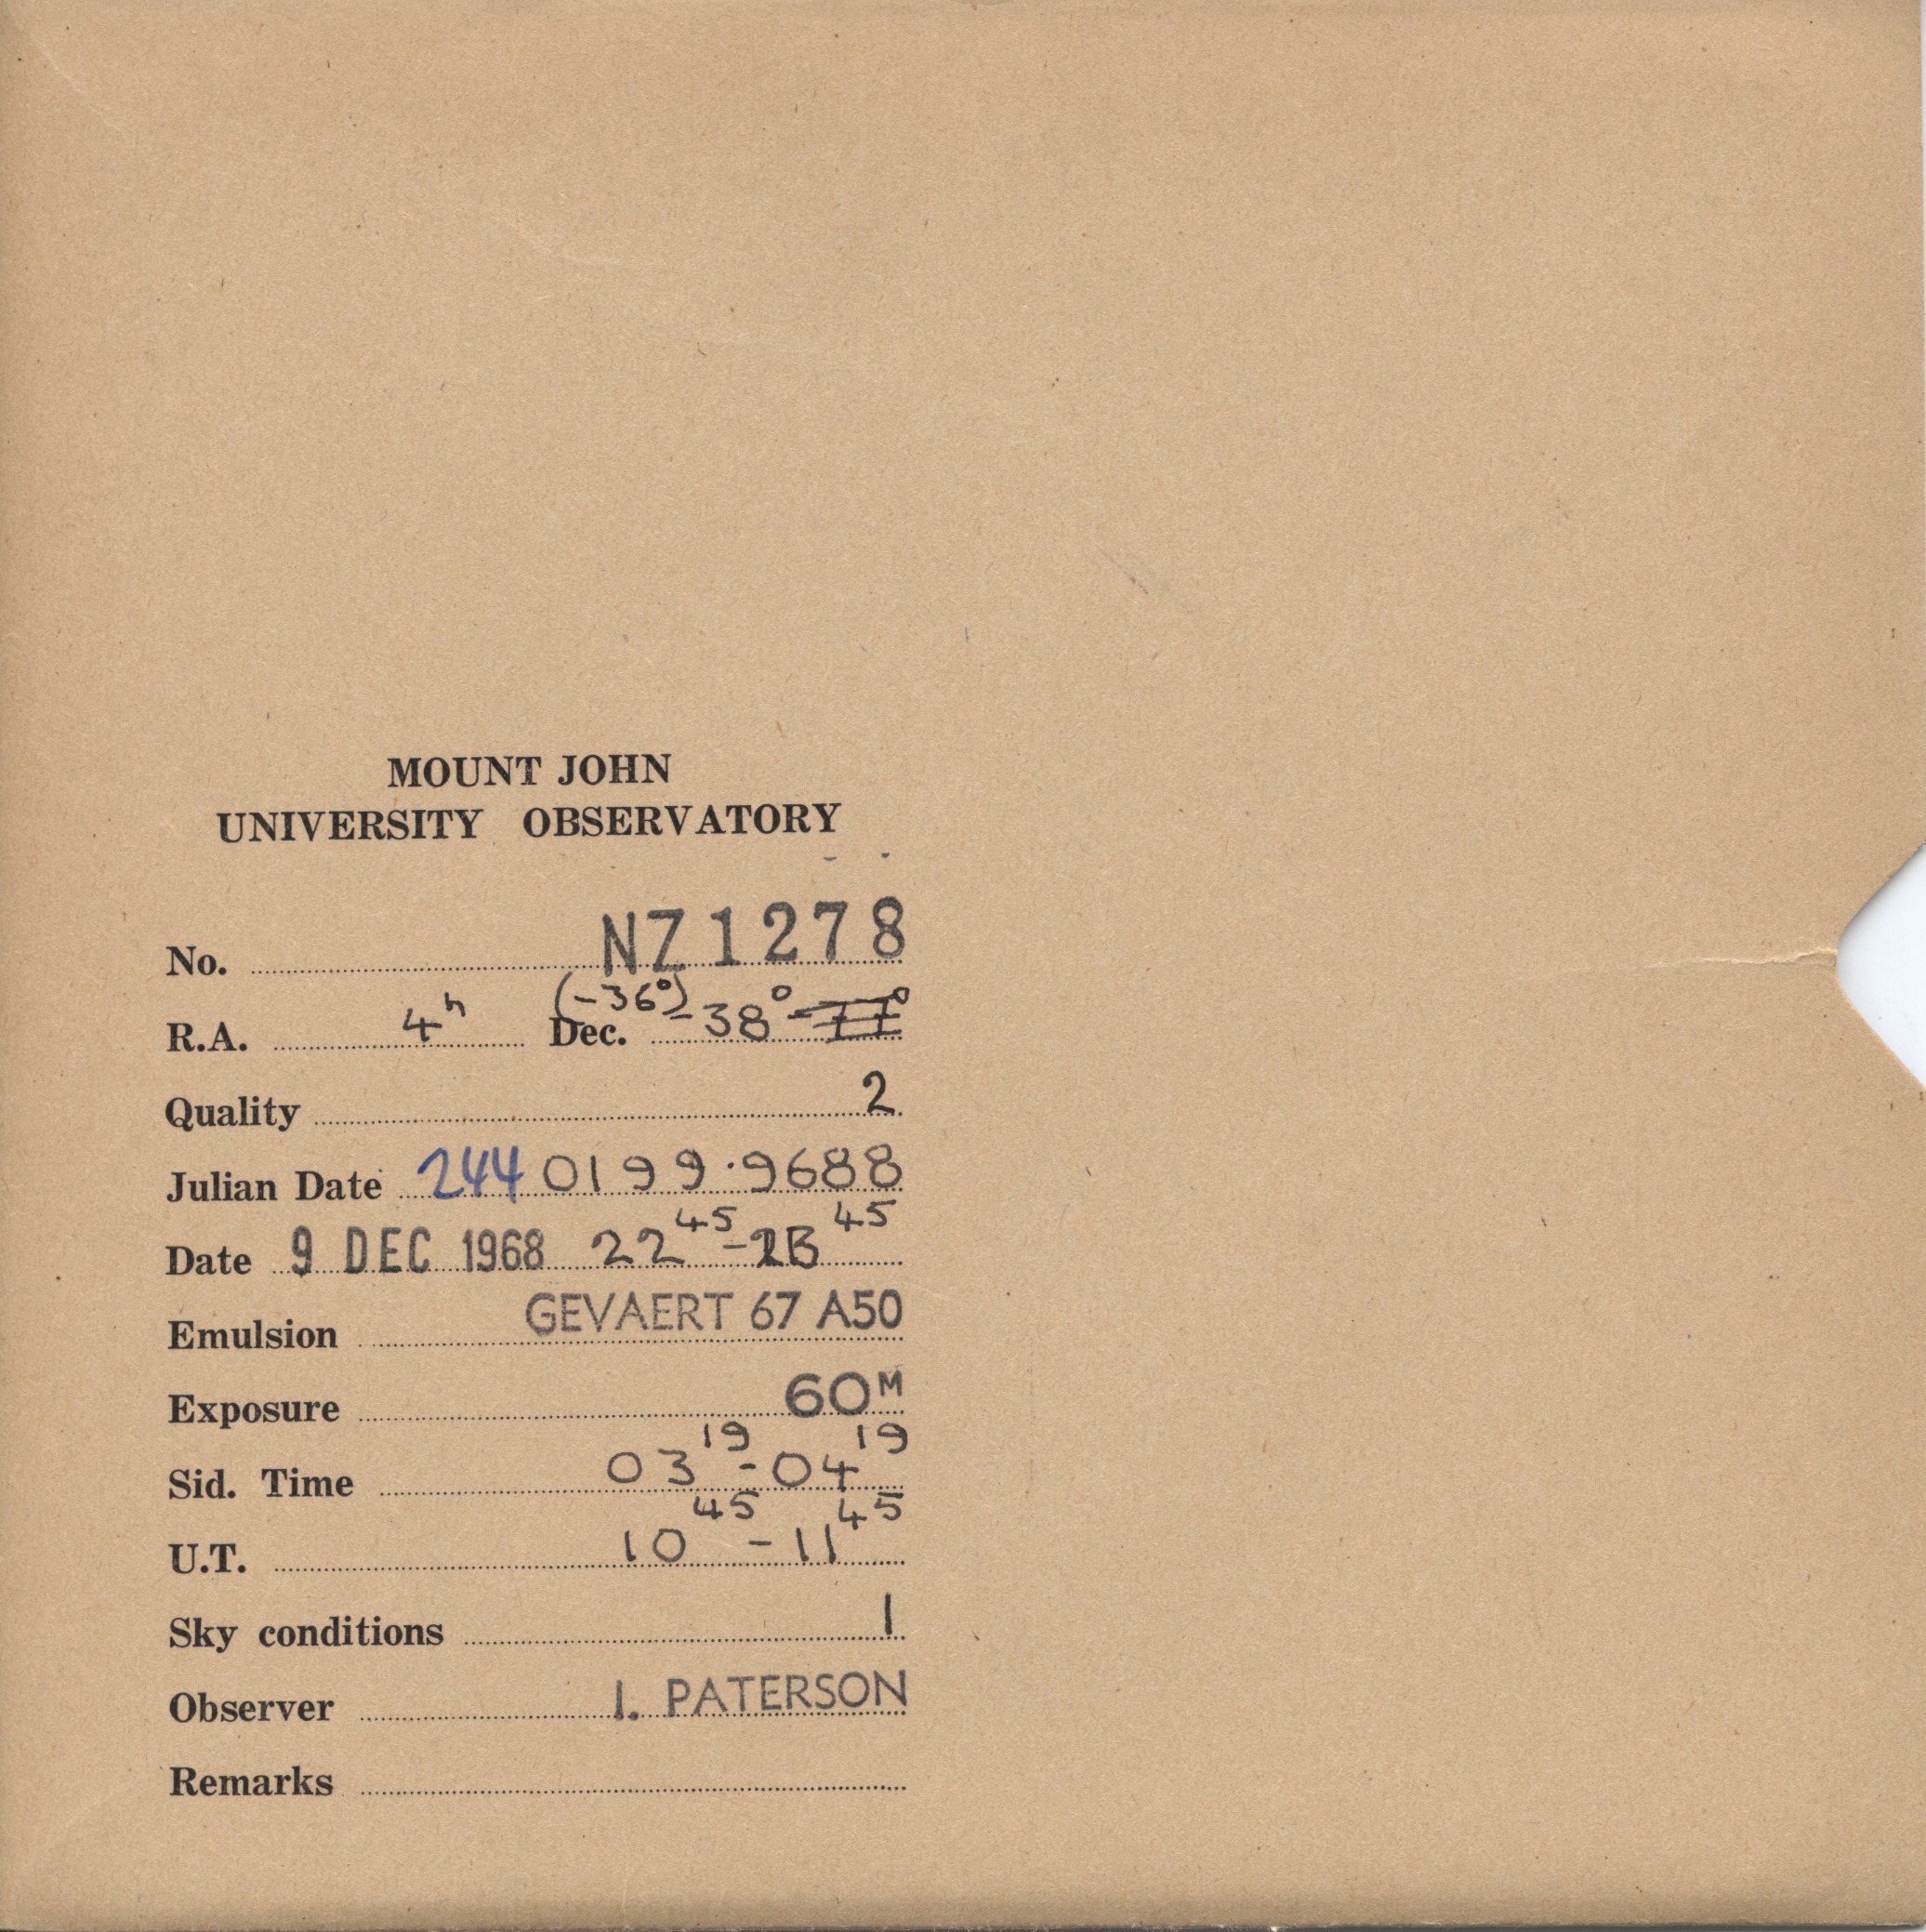 MOUNT JOHN
UNIVERSITY OBSERVATORY
No. NZ1278
R.A. 4h Dec. (-36°) -38° -77°
Quality 2
Julian Date 2440199.9688
Date 9 DEC 1968 22 45 - 23 45
Emulsion GEVAERT 67 A50
Exposure 60M
Sid. Time 03 19 - 04 19
U.T. 10 45 - 11 45
Sky conditions 1
Observer I. PATERSON
Remarks